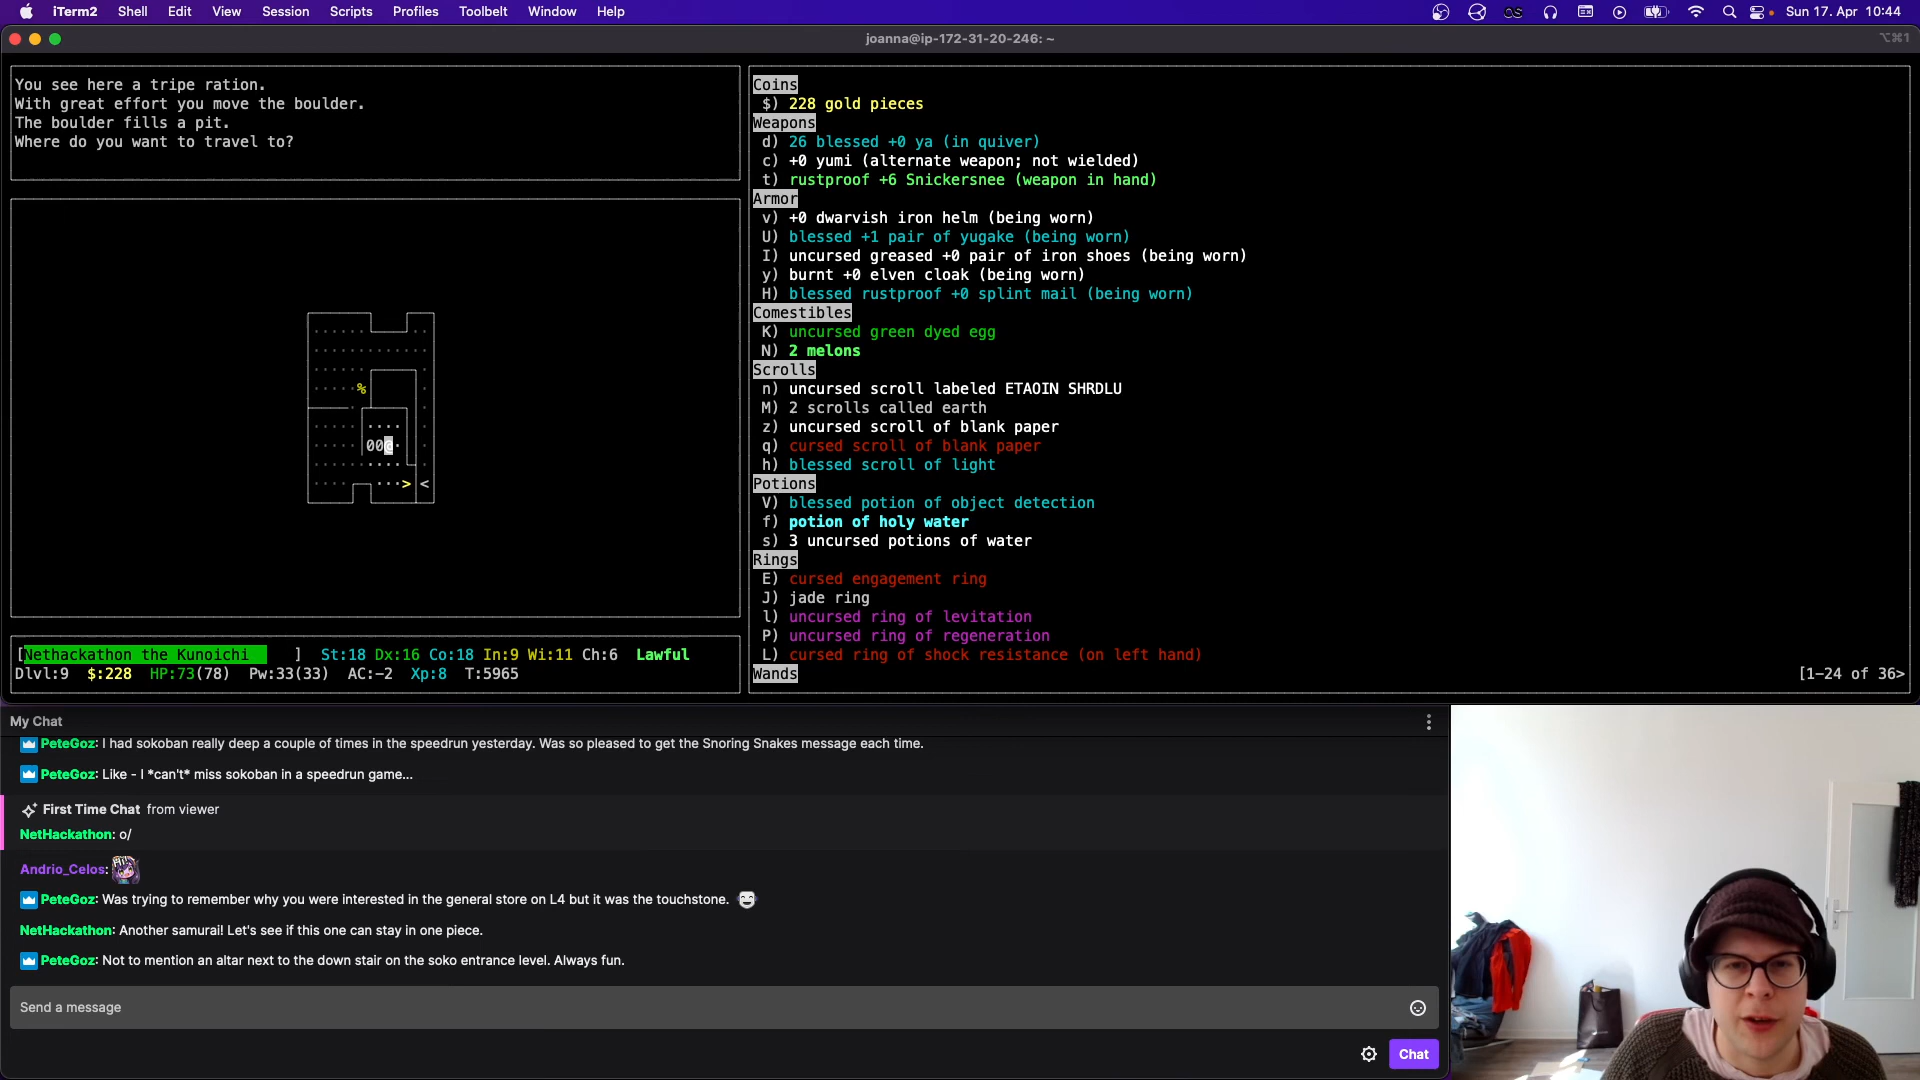 iTerm2 Shell Edit View Session Scripts Profiles Toolbelt Window Help
Sun 17. Apr 10:44
joanna@ip-172-31-20-246: ~
⌥⌘1
You see here a tripe ration.
With great effort you move the boulder.
The boulder fills a pit.
Where do you want to travel to?
%
00@
> <
[Nethackathon the Kunoichi ] St:18 Dx:16 Co:18 In:9 Wi:11 Ch:6 Lawful
Dlvl:9 $:228 HP:73(78) Pw:33(33) AC:-2 Xp:8 T:5965
Coins
$) 228 gold pieces
Weapons
d) 26 blessed +0 ya (in quiver)
c) +0 yumi (alternate weapon; not wielded)
t) rustproof +6 Snickersnee (weapon in hand)
Armor
v) +0 dwarvish iron helm (being worn)
U) blessed +1 pair of yugake (being worn)
I) uncursed greased +0 pair of iron shoes (being worn)
y) burnt +0 elven cloak (being worn)
H) blessed rustproof +0 splint mail (being worn)
Comestibles
K) uncursed green dyed egg
N) 2 melons
Scrolls
n) uncursed scroll labeled ETAOIN SHRDLU
M) 2 scrolls called earth
z) uncursed scroll of blank paper
q) cursed scroll of blank paper
h) blessed scroll of light
Potions
V) blessed potion of object detection
f) potion of holy water
s) 3 uncursed potions of water
Rings
E) cursed engagement ring
J) jade ring
l) uncursed ring of levitation
P) uncursed ring of regeneration
L) cursed ring of shock resistance (on left hand)
Wands
[1-24 of 36>
My Chat
PeteGoz: I had sokoban really deep a couple of times in the speedrun yesterday. Was so pleased to get the Snoring Snakes message each time.
PeteGoz: Like - I *can't* miss sokoban in a speedrun game...
First Time Chat from viewer
NetHackathon: o/
Andrio_Celos:
PeteGoz: Was trying to remember why you were interested in the general store on L4 but it was the touchstone.
NetHackathon: Another samurai! Let's see if this one can stay in one piece.
PeteGoz: Not to mention an altar next to the down stair on the soko entrance level. Always fun.
Send a message
Chat